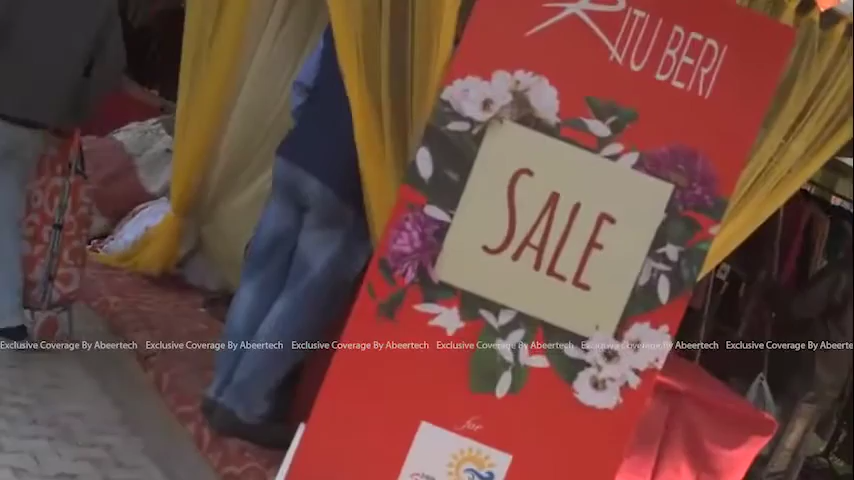 RITU BERI
SALE
Exclusive Coverage By Abeertech Exclusive Coverage By Abeertech Exclusive Coverage By Abeertech Exclusive Coverage By Abeertech Exclusive Coverage By Abeertech Exclusive Coverage By Abeerte
for